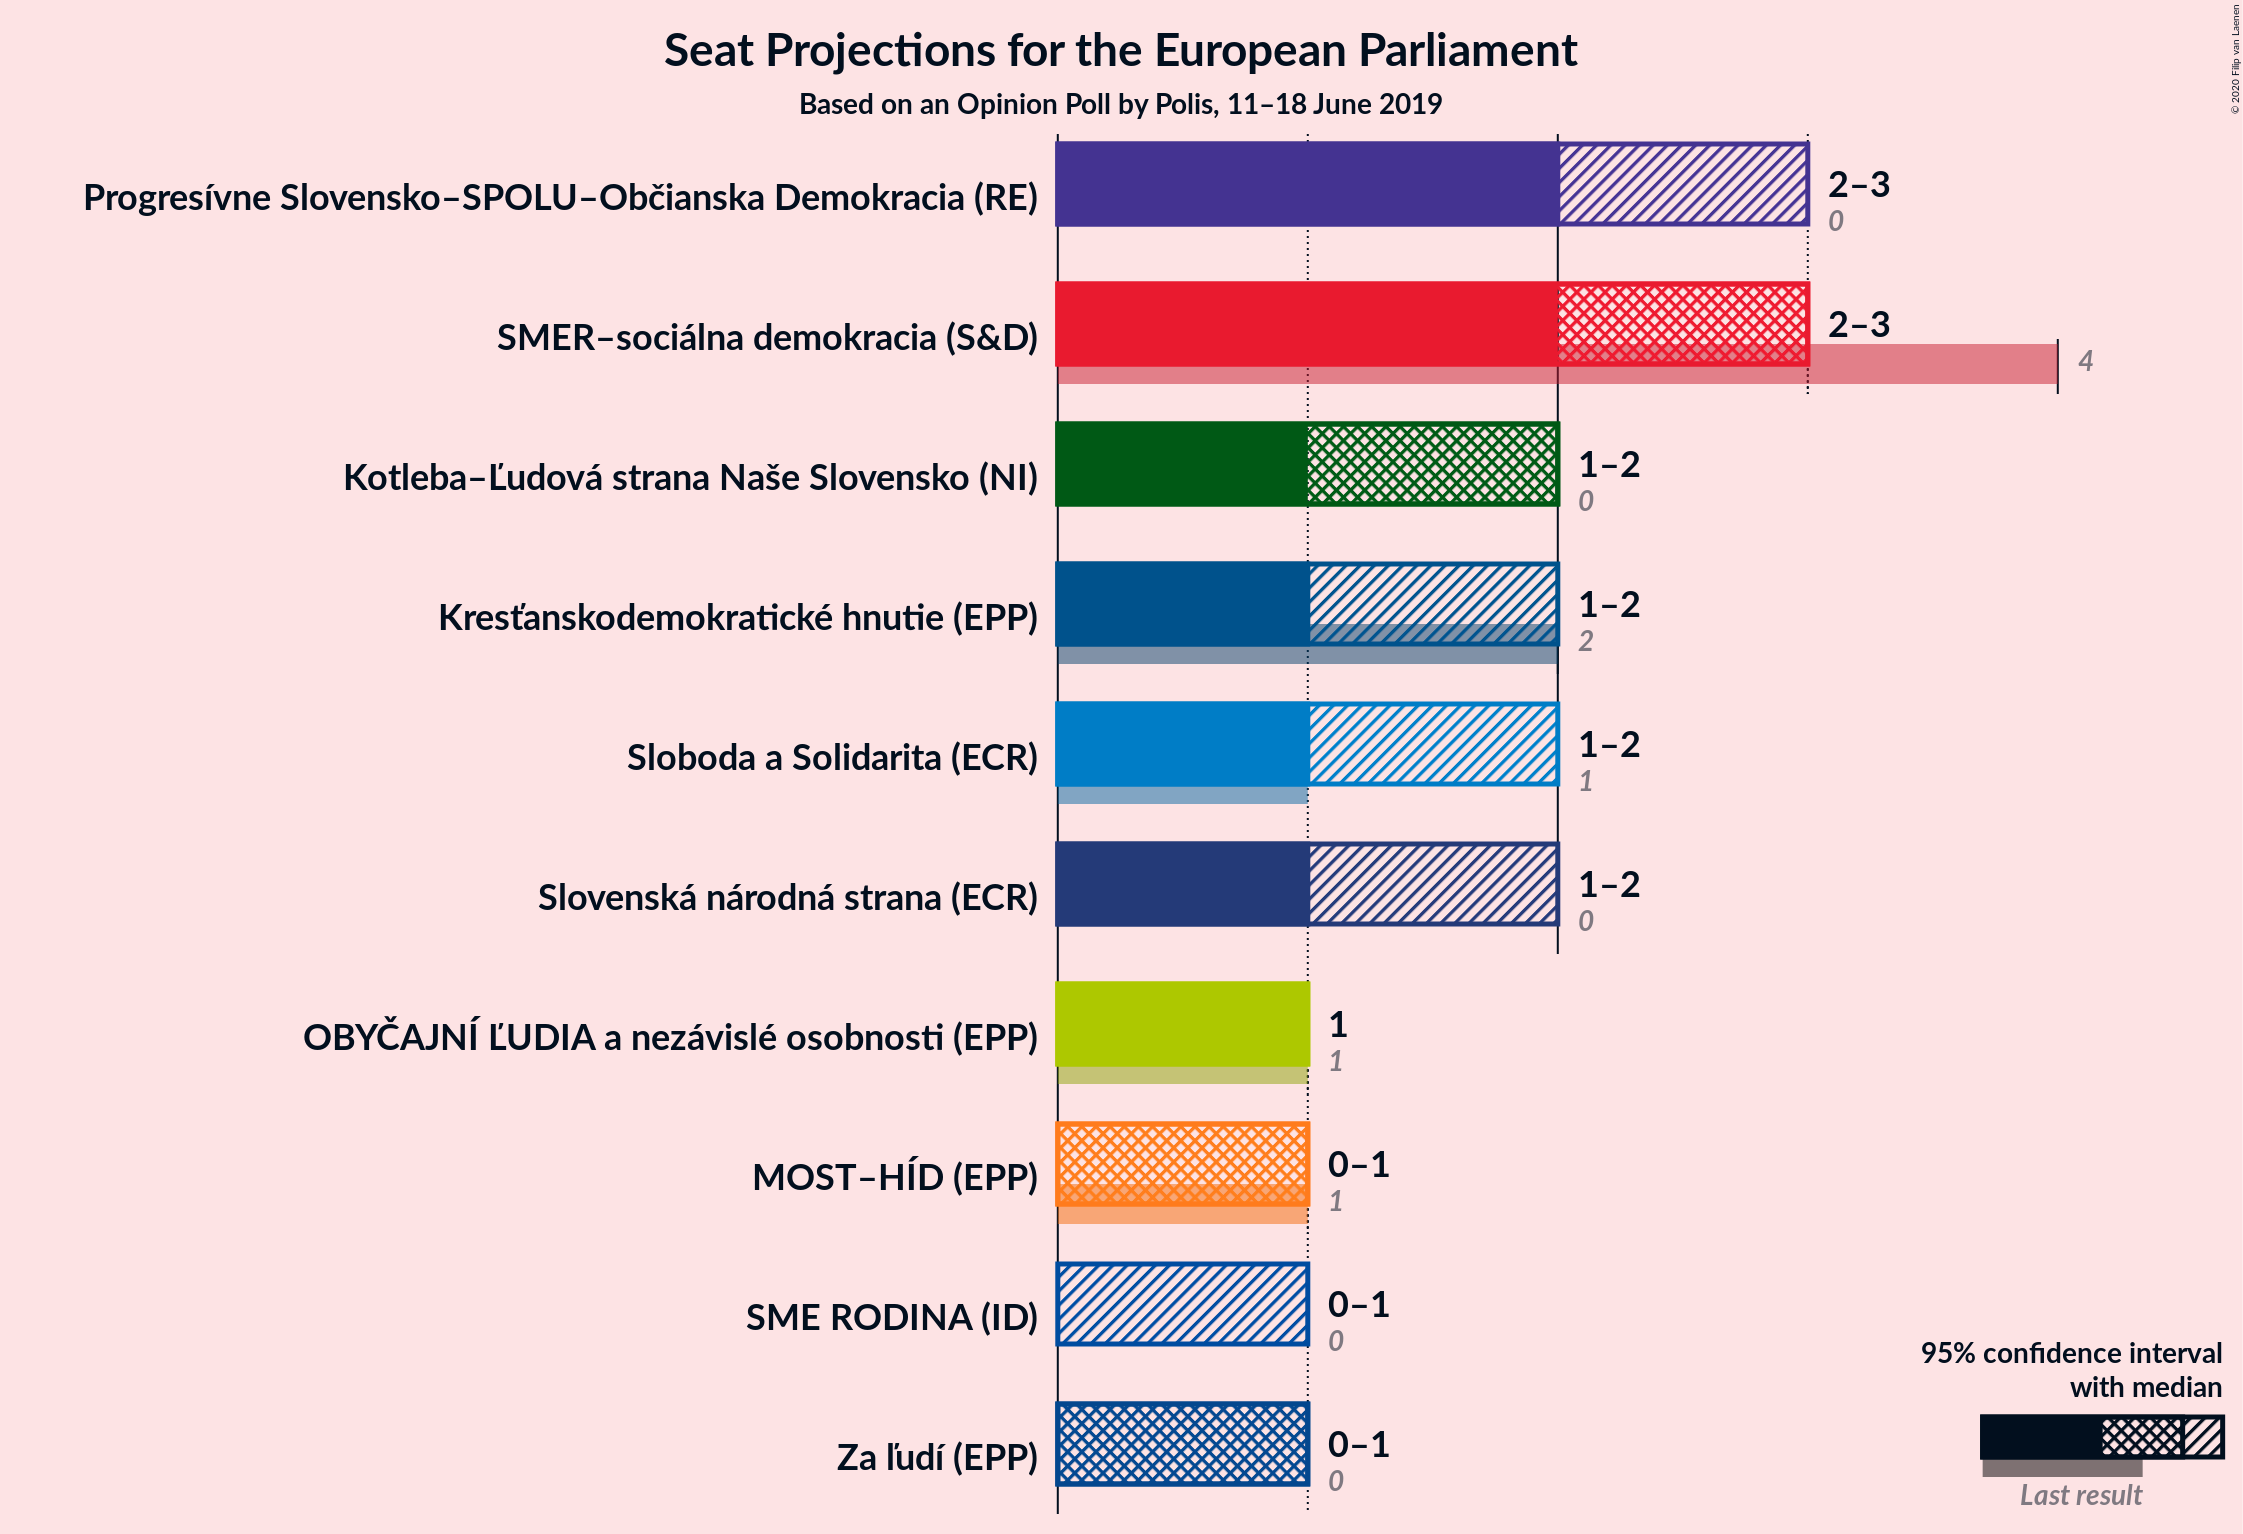 Seat Projections for the European Parliament
Based on an Opinion Poll by Polis, 11–18 June 2019
© 2020 Filip van Laenen
Progresívne Slovensko–SPOLU–Občianska Demokracia (RE)
2–3
0
SMER–sociálna demokracia (S&D)
2–3
4
Kotleba–Ľudová strana Naše Slovensko (NI)
1–2
0
Kresťanskodemokratické hnutie (EPP)
1–2
2
Sloboda a Solidarita (ECR)
1–2
1
Slovenská národná strana (ECR)
1–2
0
OBYČAJNÍ ĽUDIA a nezávislé osobnosti (EPP)
1
1
MOST–HÍD (EPP)
0–1
1
SME RODINA (ID)
0–1
0
Za ľudí (EPP)
0–1
0
95% confidence interval
with median
Last result